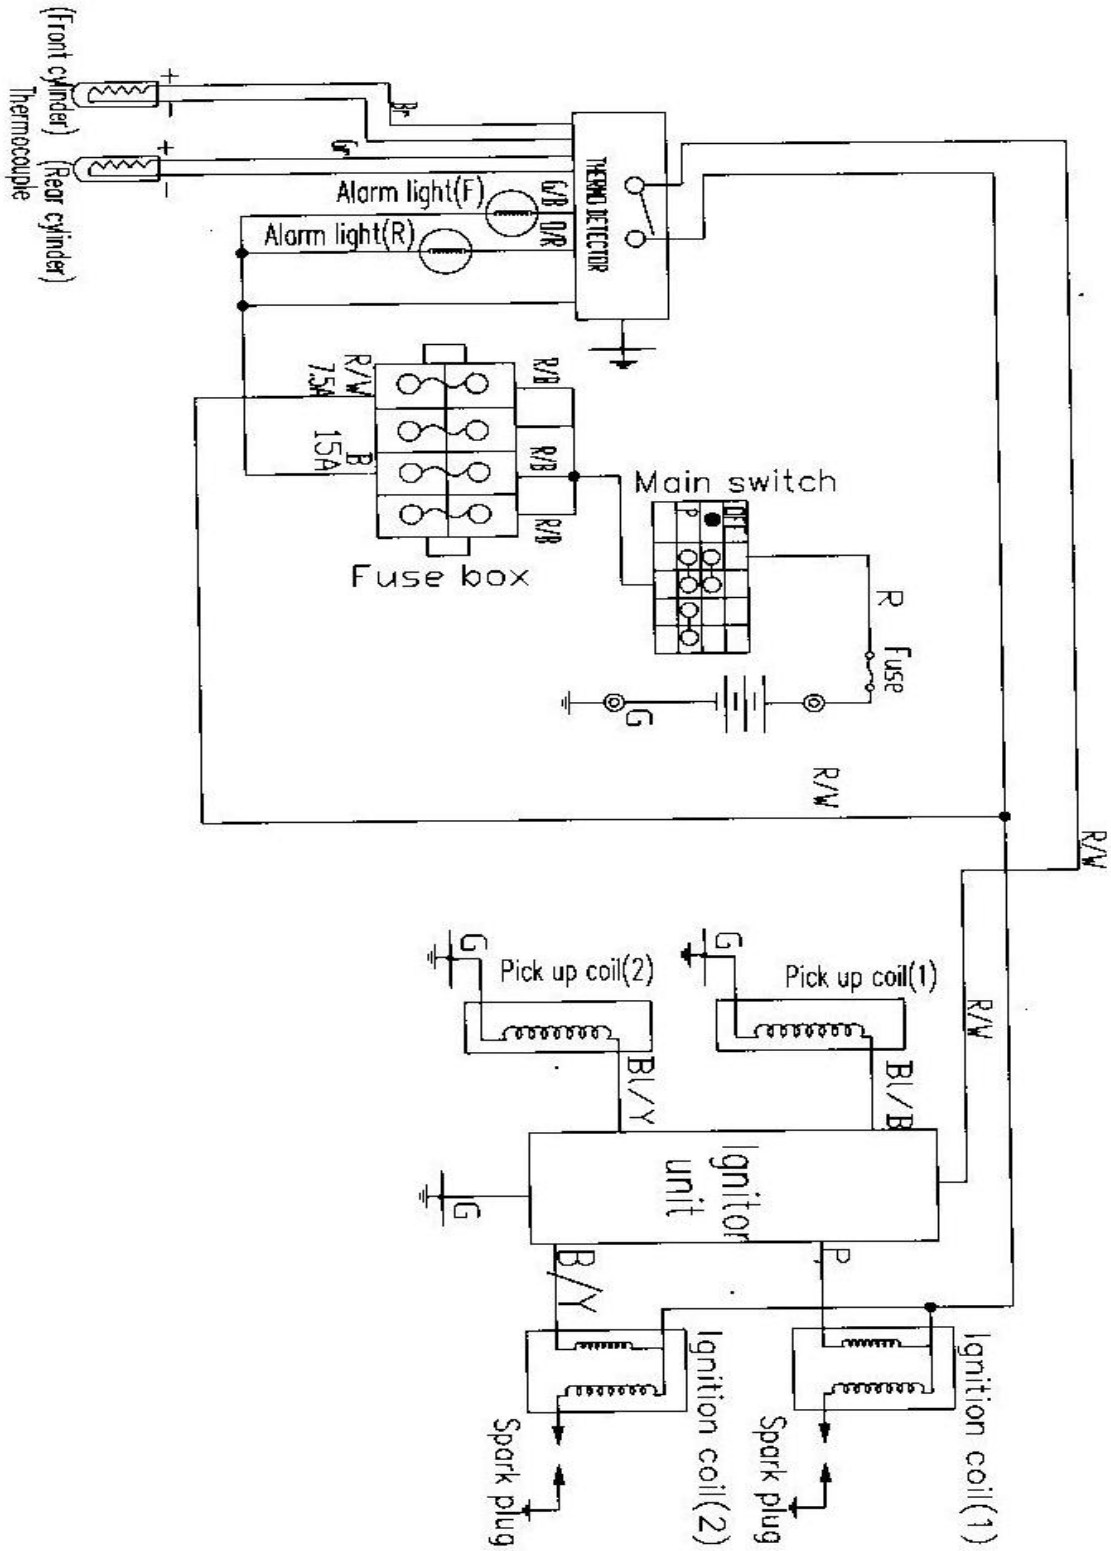 (Front cylinder)
(Rear cylinder)
Thermocouple
+
-
+
-
Br
Gr
Alarm light(F)
Alarm light(R)
G/B
O/R
THERMO DETECTOR
R/W
7.5A
B
15A
R/B
R/B
R/B
Fuse box
Main switch
OFF
P
R
Fuse
G
R/W
R/W
R/W
G
Pick up coil(2)
G
Pick up coil(1)
Bl/Y
Bl/B
Ignitor
unit
G
B/Y
P
Ignition coil(2)
Ignition coil(1)
Spark plug
Spark plug